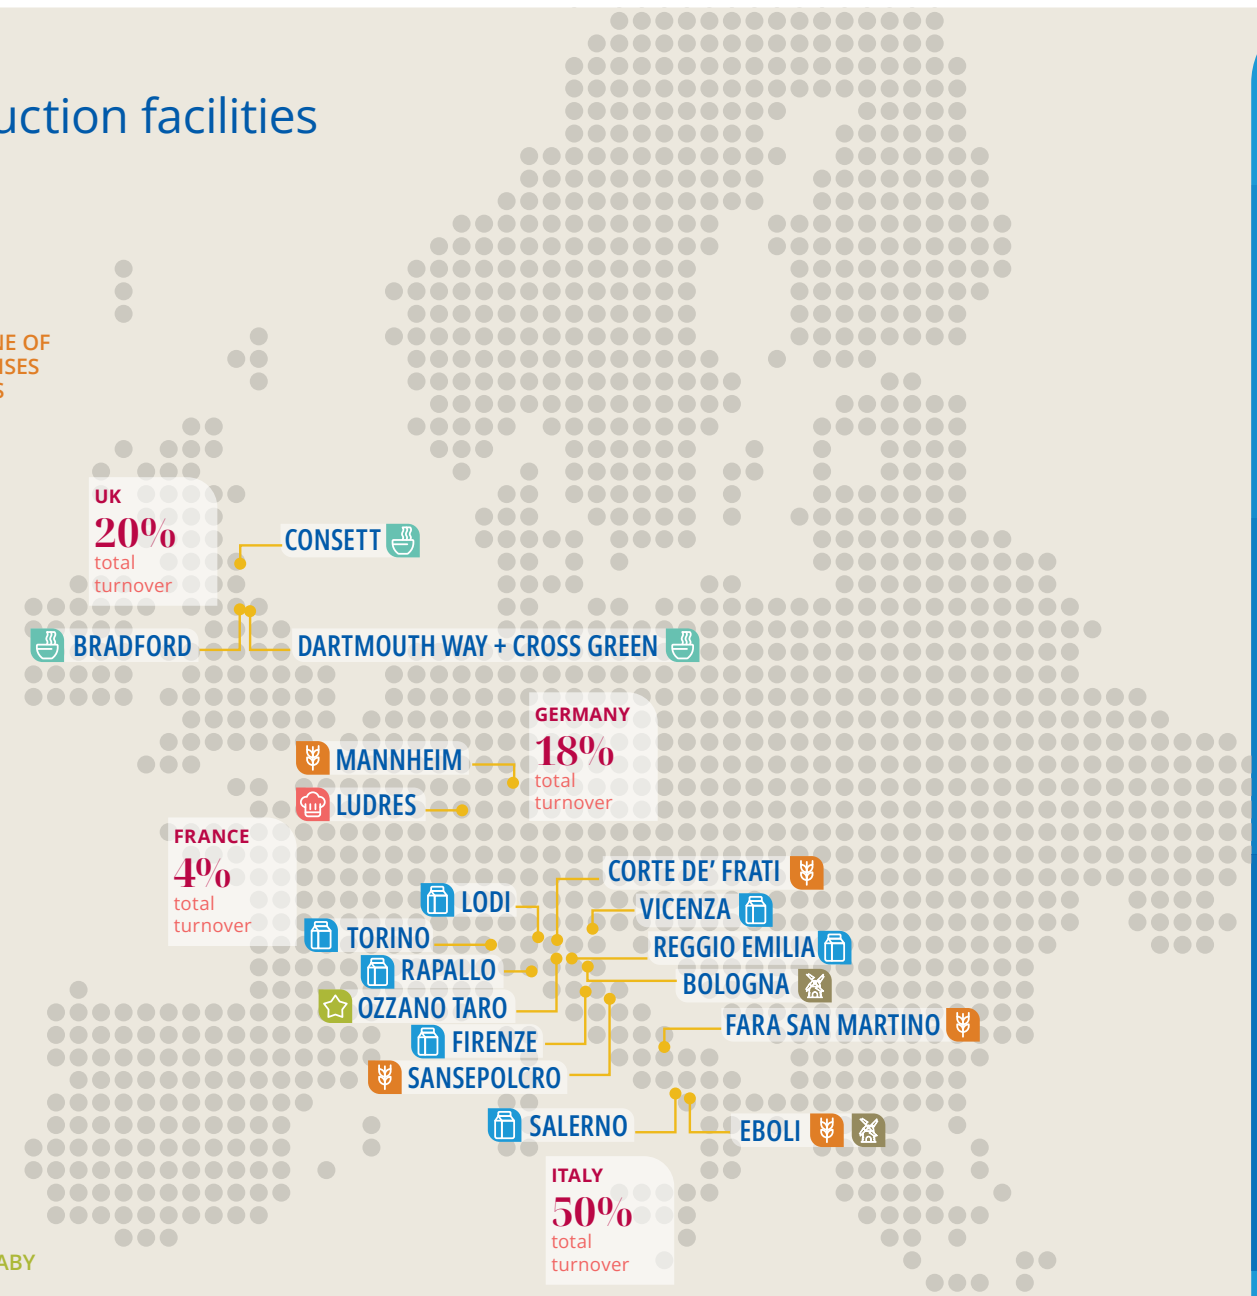 uction facilities
NE OF
ISES
S
UK
20%
total
turnover
CONSETT
BRADFORD
DARTMOUTH WAY + CROSS GREEN
GERMANY
18%
total
turnover
MANNHEIM
LUDRES
FRANCE
4%
total
turnover
CORTE DE’ FRATI
LODI
VICENZA
TORINO
REGGIO EMILIA
RAPALLO
BOLOGNA
OZZANO TARO
FARA SAN MARTINO
FIRENZE
SANSEPOLCRO
SALERNO
EBOLI
ITALY
50%
total
turnover
ABY